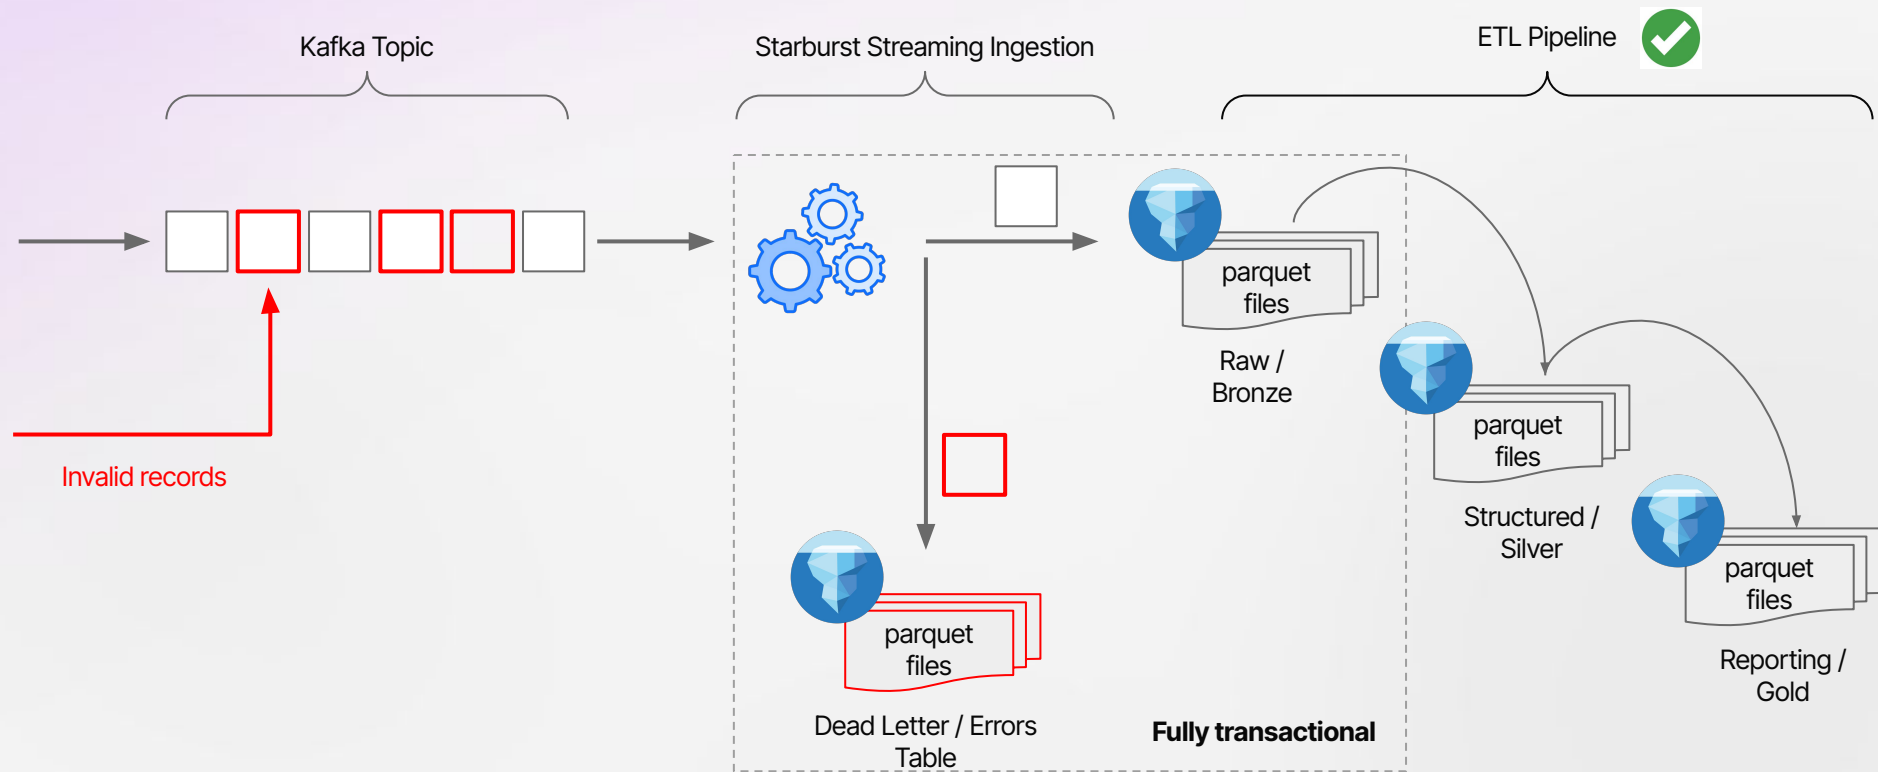 Kafka Topic
Starburst Streaming Ingestion
ETL Pipeline
Invalid records
parquet
files
Raw /
Bronze
parquet
files
Structured /
Silver
parquet
files
Reporting /
Gold
parquet
files
Dead Letter / Errors
Table
Fully transactional